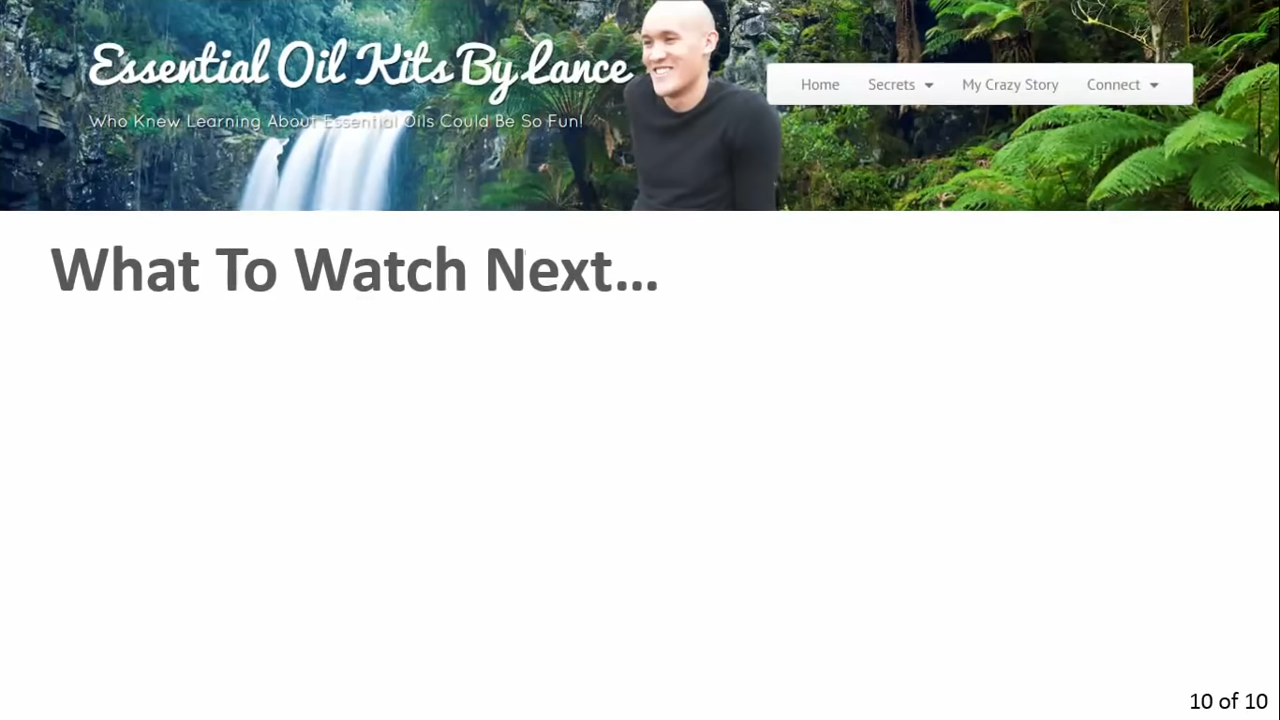 Essential Oil Kits By Lance
Who Knew Learning About Essential Oils Could Be So Fun!
Home Secrets My Crazy Story Connect
What To Watch Next...
10 of 10